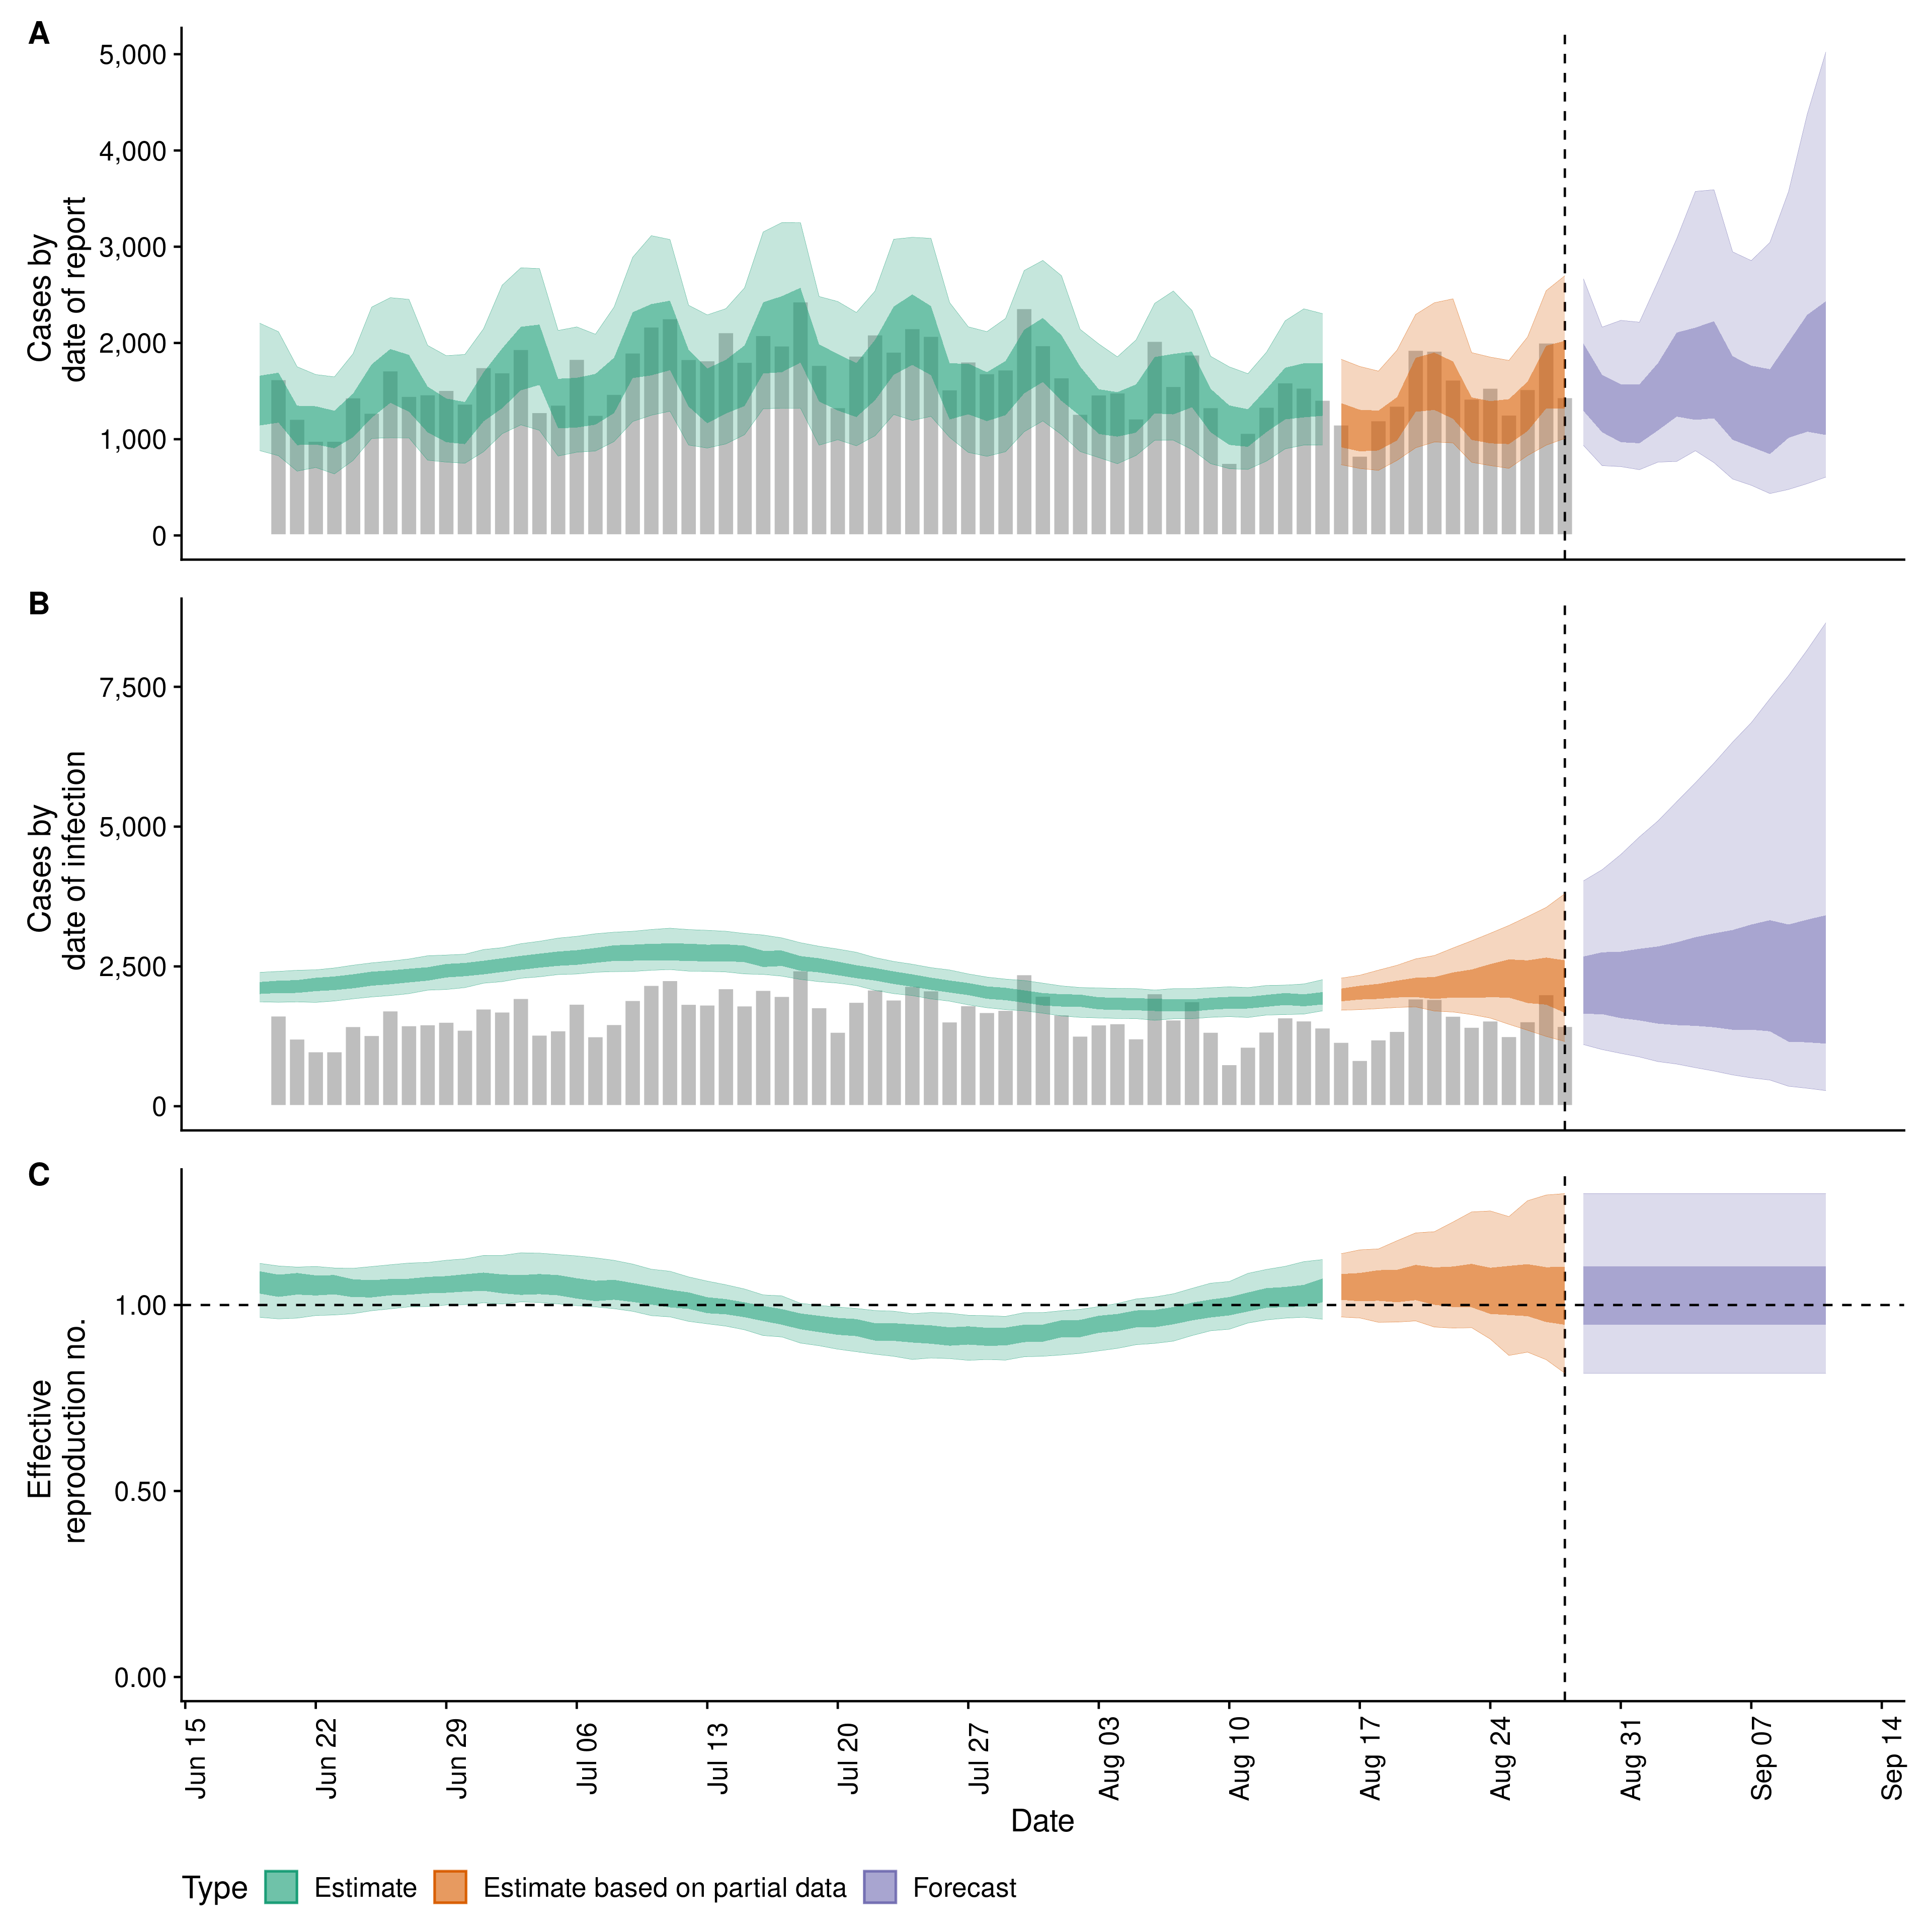 A
Cases by
date of report
5,000
4,000
3,000
2,000
1,000
0
B
Cases by
date of infection
7,500
5,000
2,500
0
C
Effective
reproduction no.
1.00
0.50
0.00
Jun 15
Jun 22
Jun 29
Jul 06
Jul 13
Jul 20
Jul 27
Aug 03
Aug 10
Aug 17
Aug 24
Aug 31
Sep 07
Sep 14
Date
Type Estimate Estimate based on partial data Forecast